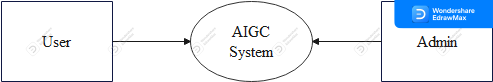 User
AIGC
System
Admin
Wondershare
EdrawMax